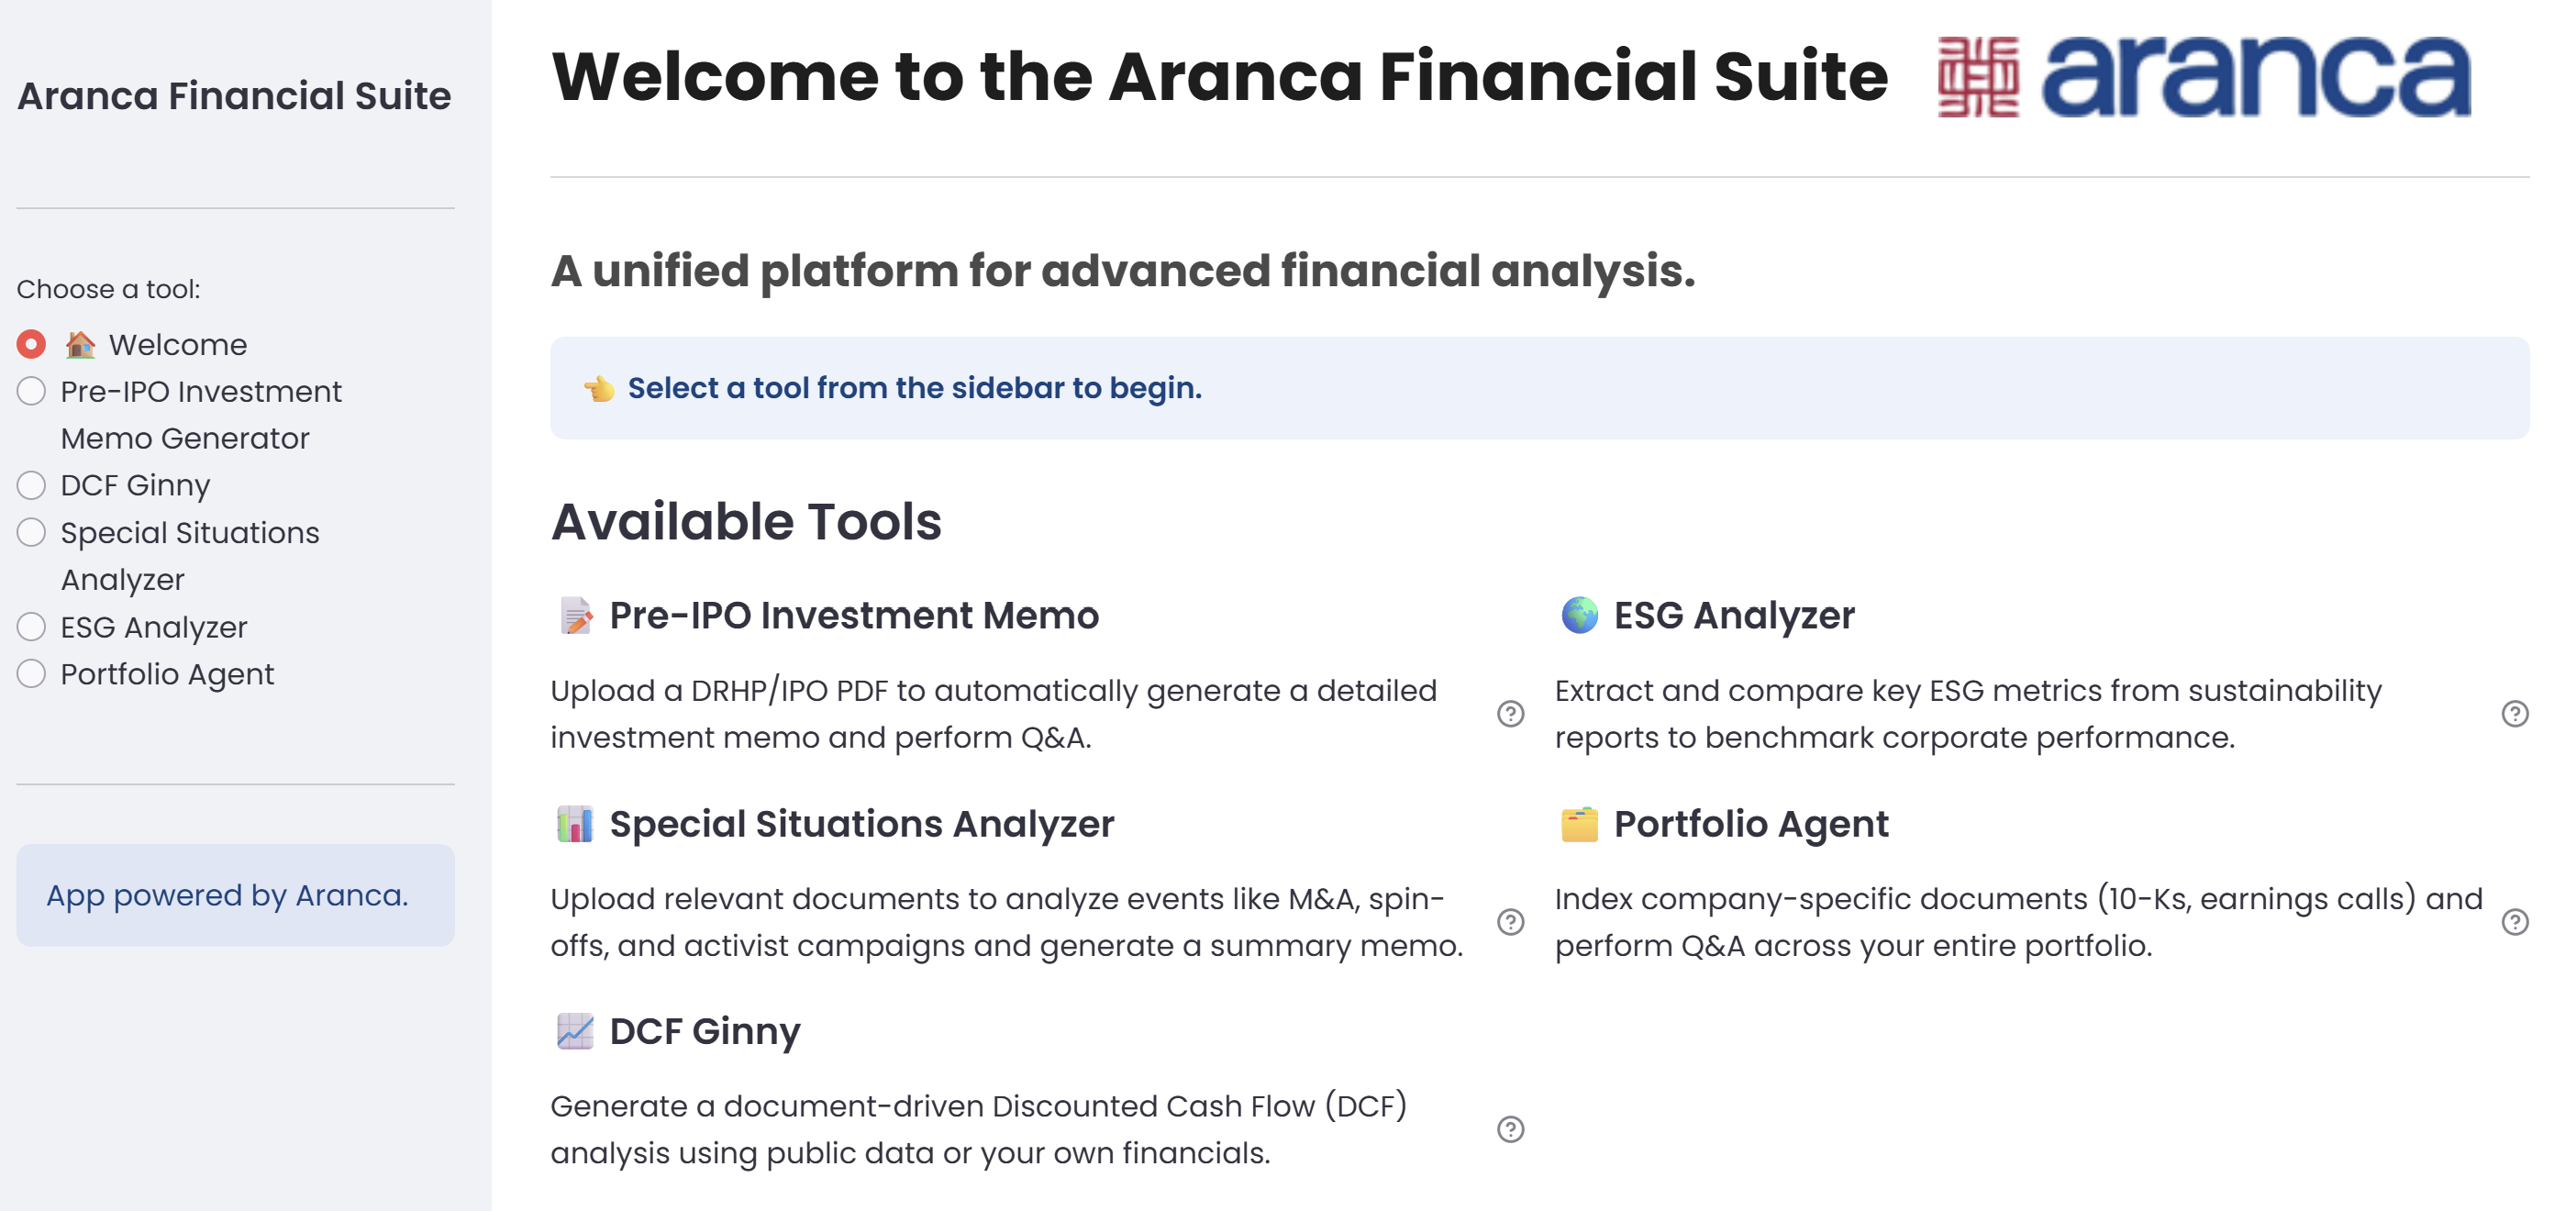 Aranca Financial Suite
Choose a tool:
Welcome
Pre-IPO Investment
Memo Generator
DCF Ginny
Special Situations
Analyzer
ESG Analyzer
Portfolio Agent
App powered by Aranca.
Welcome to the Aranca Financial Suite
aranca
A unified platform for advanced financial analysis.
Select a tool from the sidebar to begin.
Available Tools
Pre-IPO Investment Memo
Upload a DRHP/IPO PDF to automatically generate a detailed
investment memo and perform Q&A.
Special Situations Analyzer
Upload relevant documents to analyze events like M&A, spin-
offs, and activist campaigns and generate a summary memo.
DCF Ginny
Generate a document-driven Discounted Cash Flow (DCF)
analysis using public data or your own financials.
ESG Analyzer
Extract and compare key ESG metrics from sustainability
reports to benchmark corporate performance.
Portfolio Agent
Index company-specific documents (10-Ks, earnings calls) and
perform Q&A across your entire portfolio.